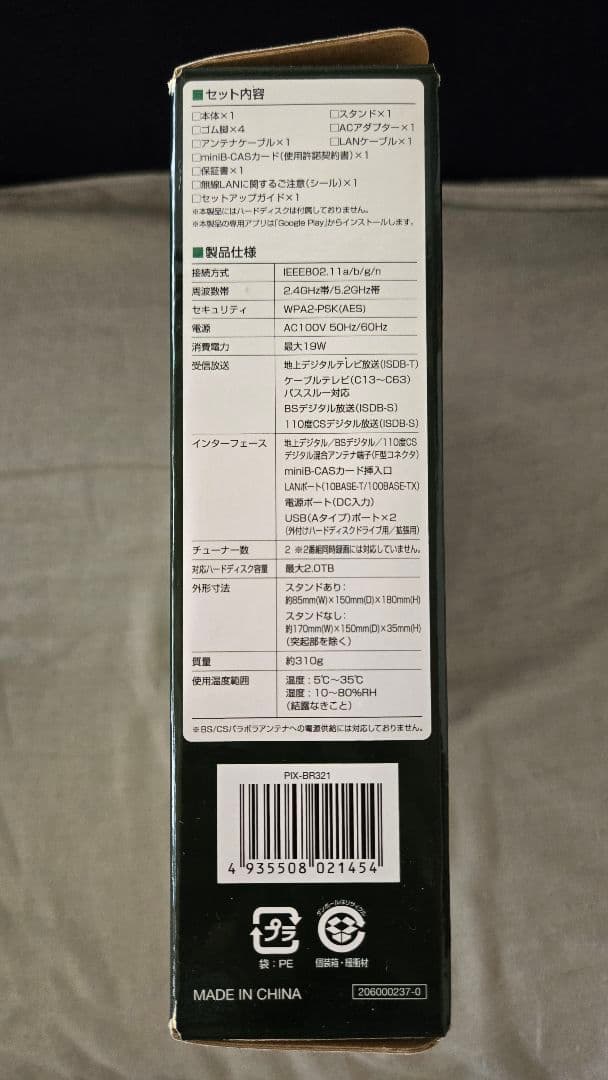 ■セット内容
□本体×1 □スタンド×1
□ゴム脚×4 □ACアダプター×1
□アンテナケーブル×1 □LANケーブル×1
□miniB-CASカード(使用許諾契約書)×1
□保証書×1
□無線LANに関するご注意(シール)×1
□セットアップガイド×1
※本製品にはハードディスクは付属しておりません。
※本製品の専用アプリは「Google Play」からインストールします。
■製品仕様
接続方式 IEEE802.11a/b/g/n
周波数帯 2.4GHz帯/5.2GHz帯
セキュリティ WPA2-PSK(AES)
電源 AC100V 50Hz/60Hz
消費電力 最大19W
受信放送 地上デジタルテレビ放送(ISDB-T)
ケーブルテレビ(C13〜C63)
パススルー対応
BSデジタル放送(ISDB-S)
110度CSデジタル放送(ISDB-S)
インターフェース 地上デジタル/BSデジタル/110度CS
デジタル混合アンテナ端子(F型コネクタ)
miniB-CASカード挿入口
LANポート(10BASE-T/100BASE-TX)
電源ポート(DC入力)
USB(Aタイプ)ポート×2
(外付けハードディスクドライブ用/拡張用)
チューナー数 2 ※2番組同時録画には対応していません。
対応ハードディスク容量 最大2.0TB
外形寸法 スタンドあり:
約85mm(W)×150mm(D)×180mm(H)
スタンドなし:
約170mm(W)×150mm(D)×35mm(H)
(突起部を除く)
質量 約310g
使用温度範囲 温度:5℃〜35℃
湿度:10〜80%RH
(結露なきこと)
※BS/CSパラボラアンテナへの電源供給には対応しておりません。
PIX-BR321
4 935508 021454
プラ
ダンボールはリサイクル
袋:PE 個装箱・緩衝材
MADE IN CHINA 206000237-0